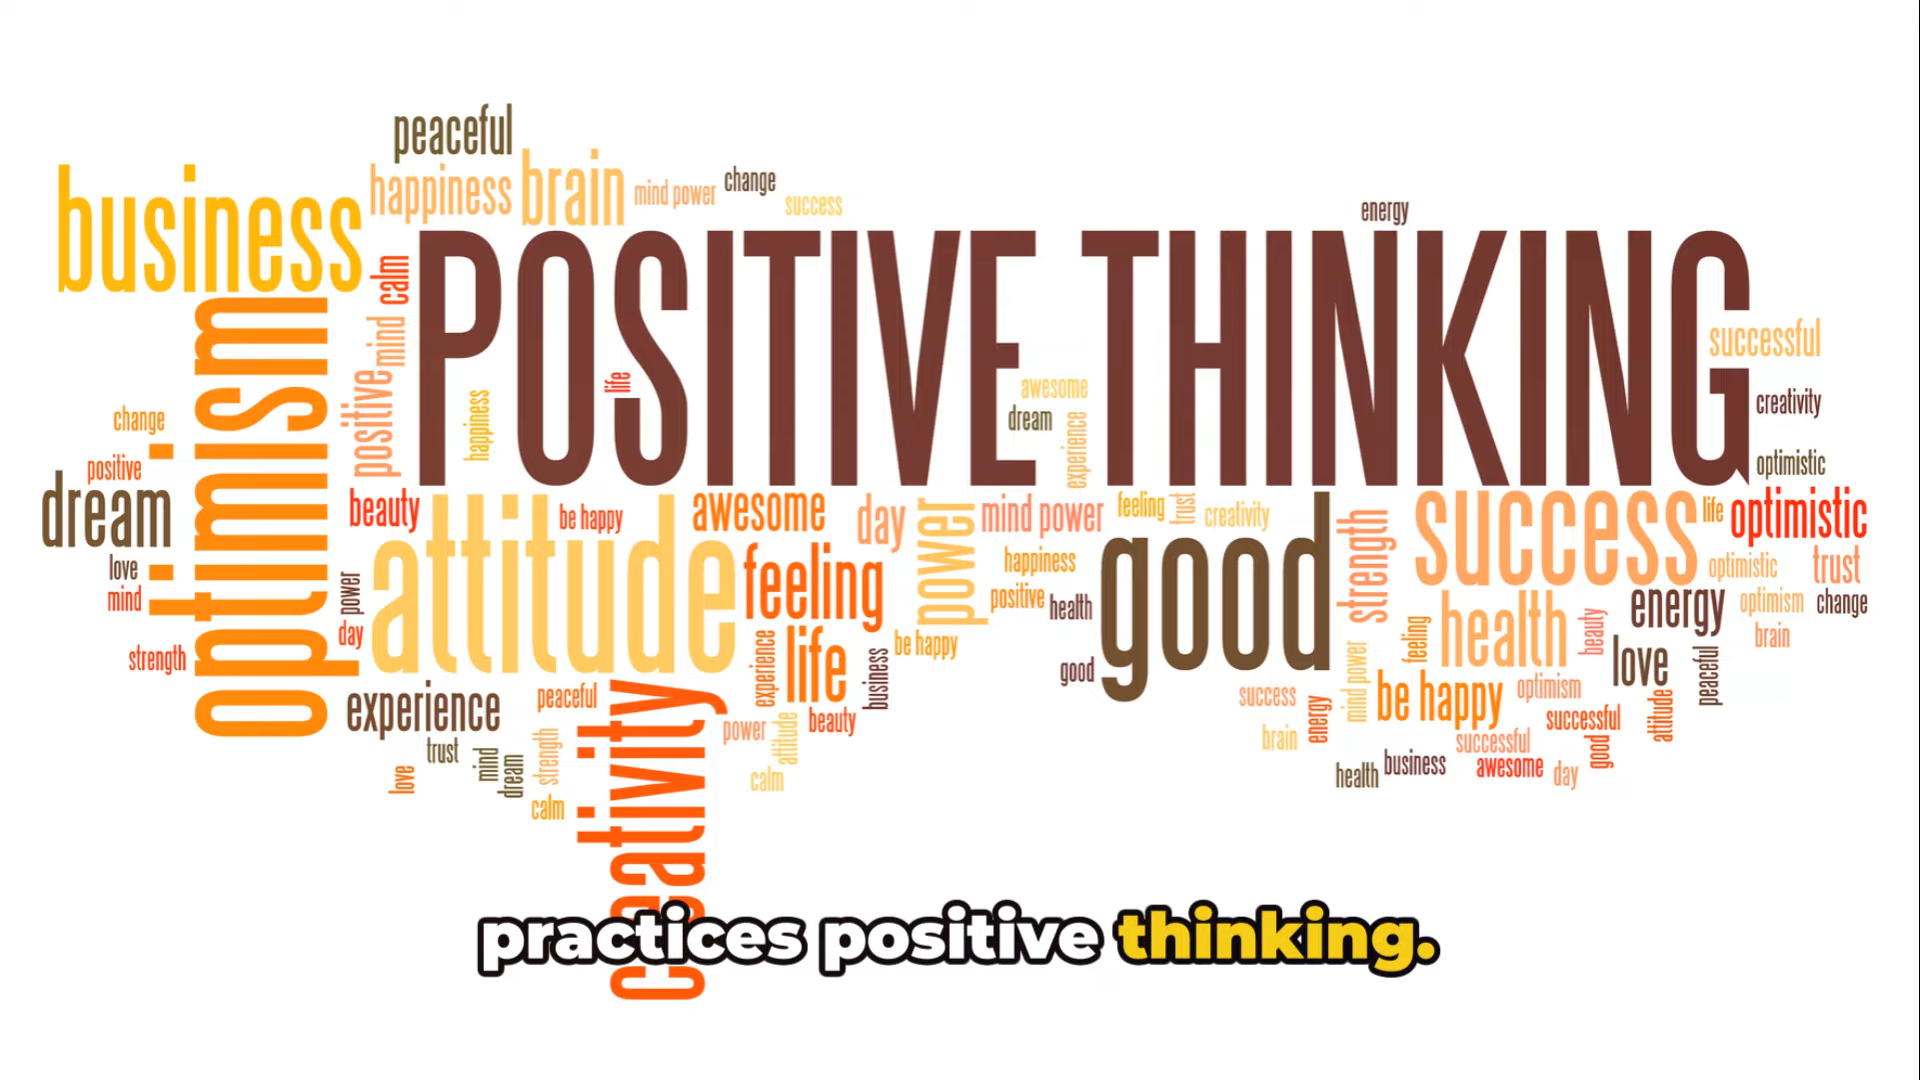 peaceful
happiness brain mind power change success
business
energy
calm
POSITIVE THINKING
optimism
mind
positive
happiness
life
awesome
dream
experience
successful
creativity
optimistic
change
positive
dream
love
mind
strength
power
day
beauty
attitude
be happy
awesome
feeling
day
power
mind power
feeling
trust
creativity
happiness
positive
health
good
strength
success
life
optimistic
optimistic
trust
energy
optimism
change
brain
health
beauty
feeling
love
peaceful
experience
life
business
be happy
good
mind power
be happy
optimism
success
energy
brain
successful
attitude
successful
good
health
business
awesome
day
experience
peaceful
creativity
power
attitude
beauty
trust
love
mind
dream
strength
calm
calm
practices positive thinking.